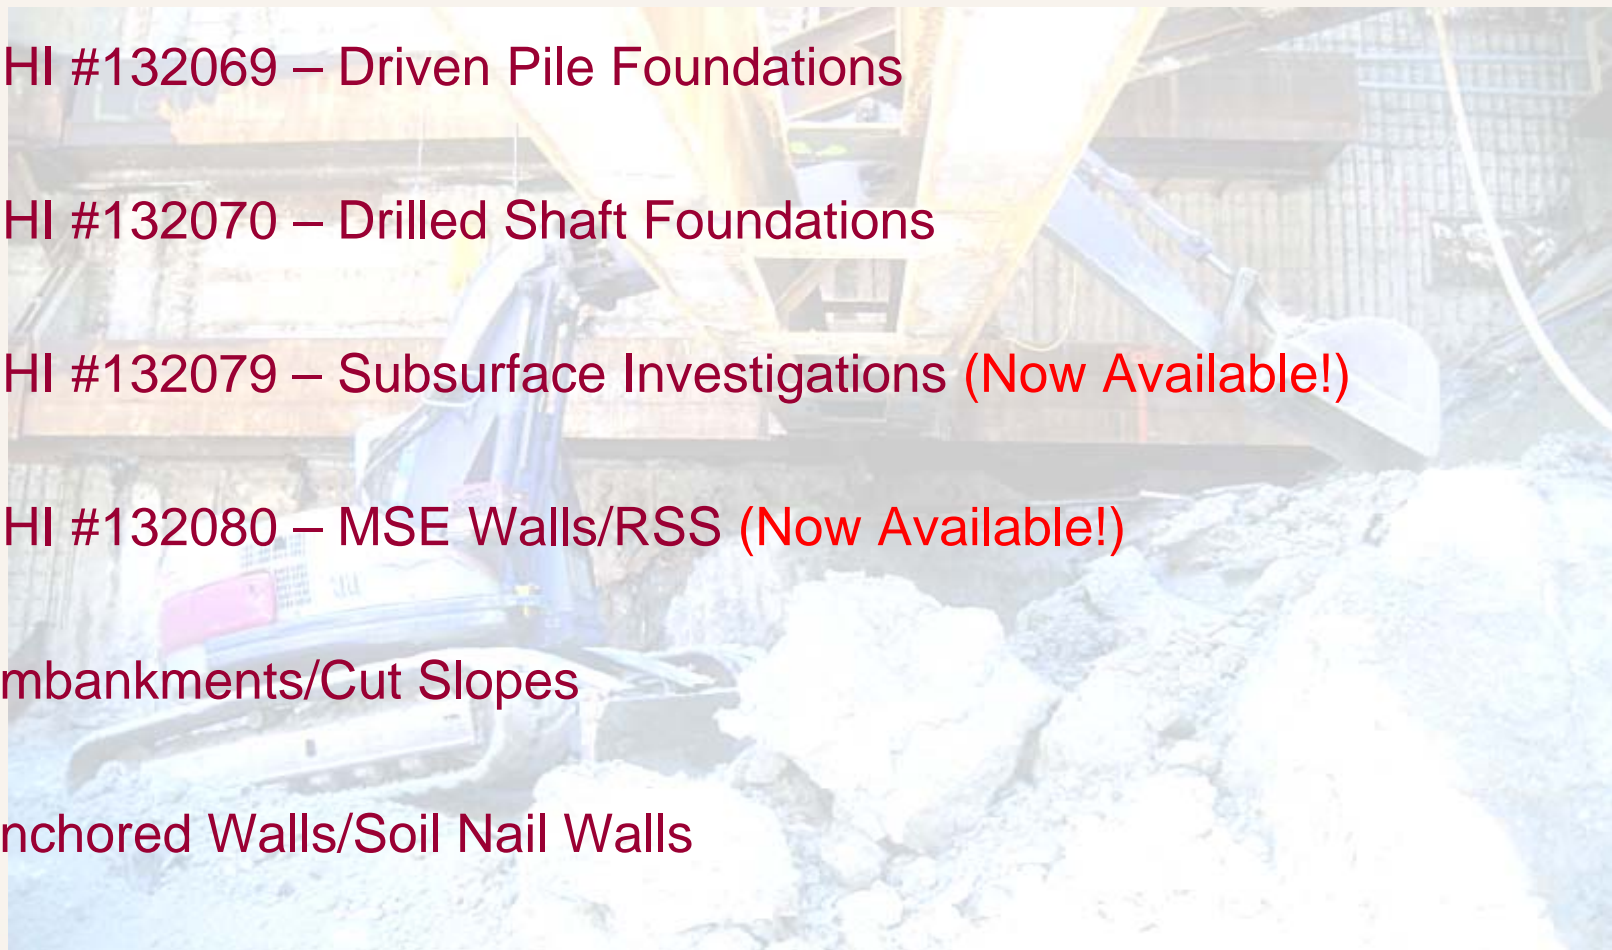 HI #132069 – Driven Pile Foundations
HI #132070 – Drilled Shaft Foundations
HI #132079 – Subsurface Investigations (Now Available!)
HI #132080 – MSE Walls/RSS (Now Available!)
mbankments/Cut Slopes
nchored Walls/Soil Nail Walls